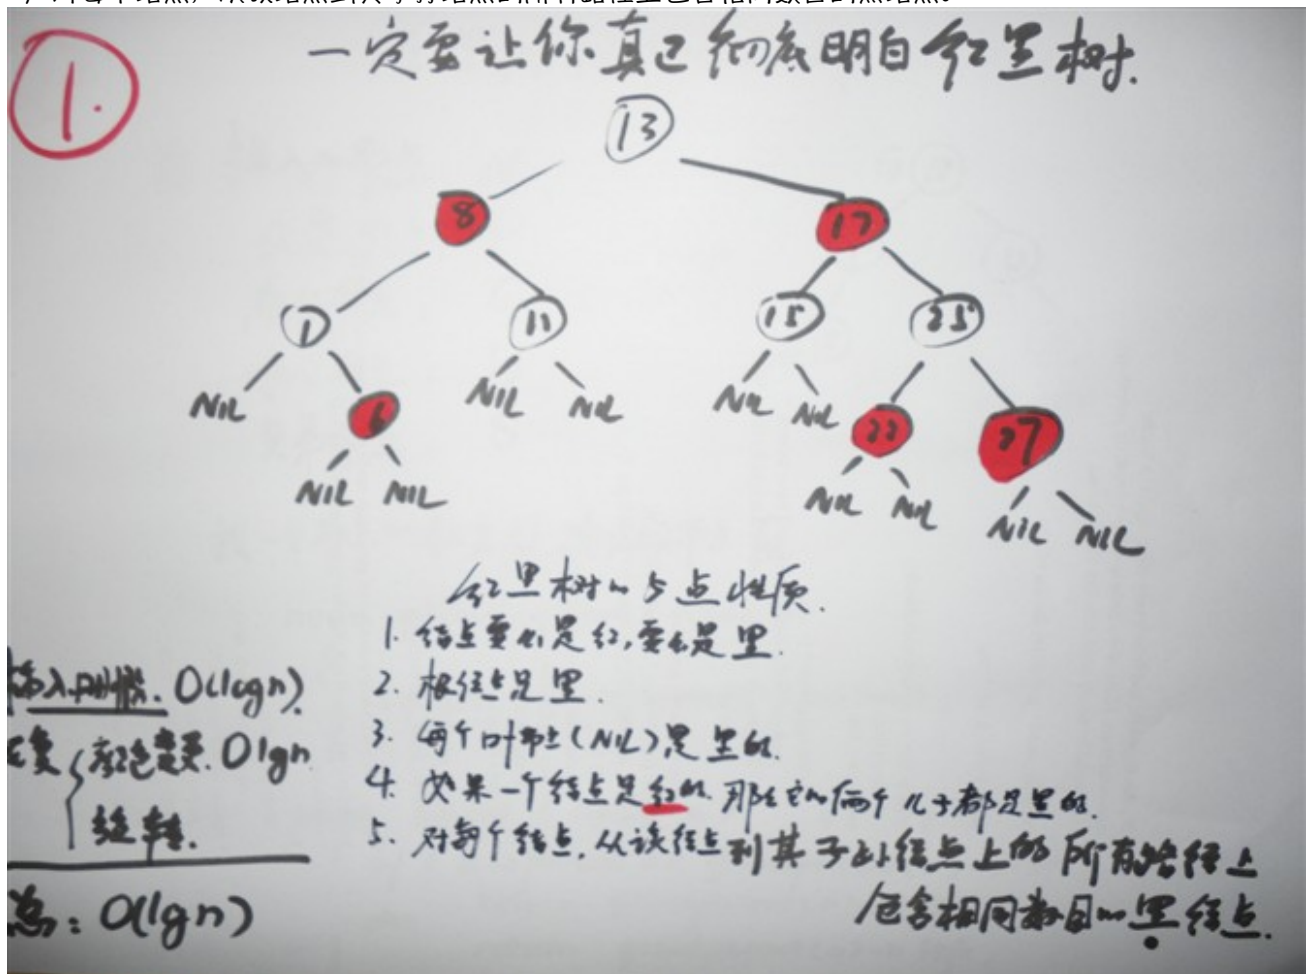 ①.
一定要让你真正彻底明白红黑树.
13
8 17
1 11 15 25
NIL 6 NIL NIL NIL NIL 22 27
NIL NIL NIL NIL NIL NIL
红黑树的5点性质.
1. 结点要么是红,要么是黑.
2. 根结点是黑.
3. 每个叶节点(NIL)是黑的.
4. 如果一个结点是红的. 那么它的俩个儿子都是黑的.
5. 对每个结点, 从该结点到其子孙结点上的所有路径上
包含相同数目的黑结点.
插入.删除. O(lgn).
颜色变更. Olgn
旋转.
总: O(lgn)